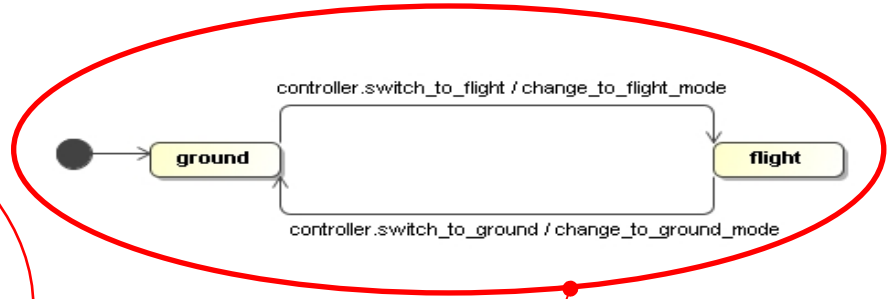 controller.switch_to_flight / change_to_flight_mode
ground
flight
controller.switch_to_ground / change_to_ground_mode